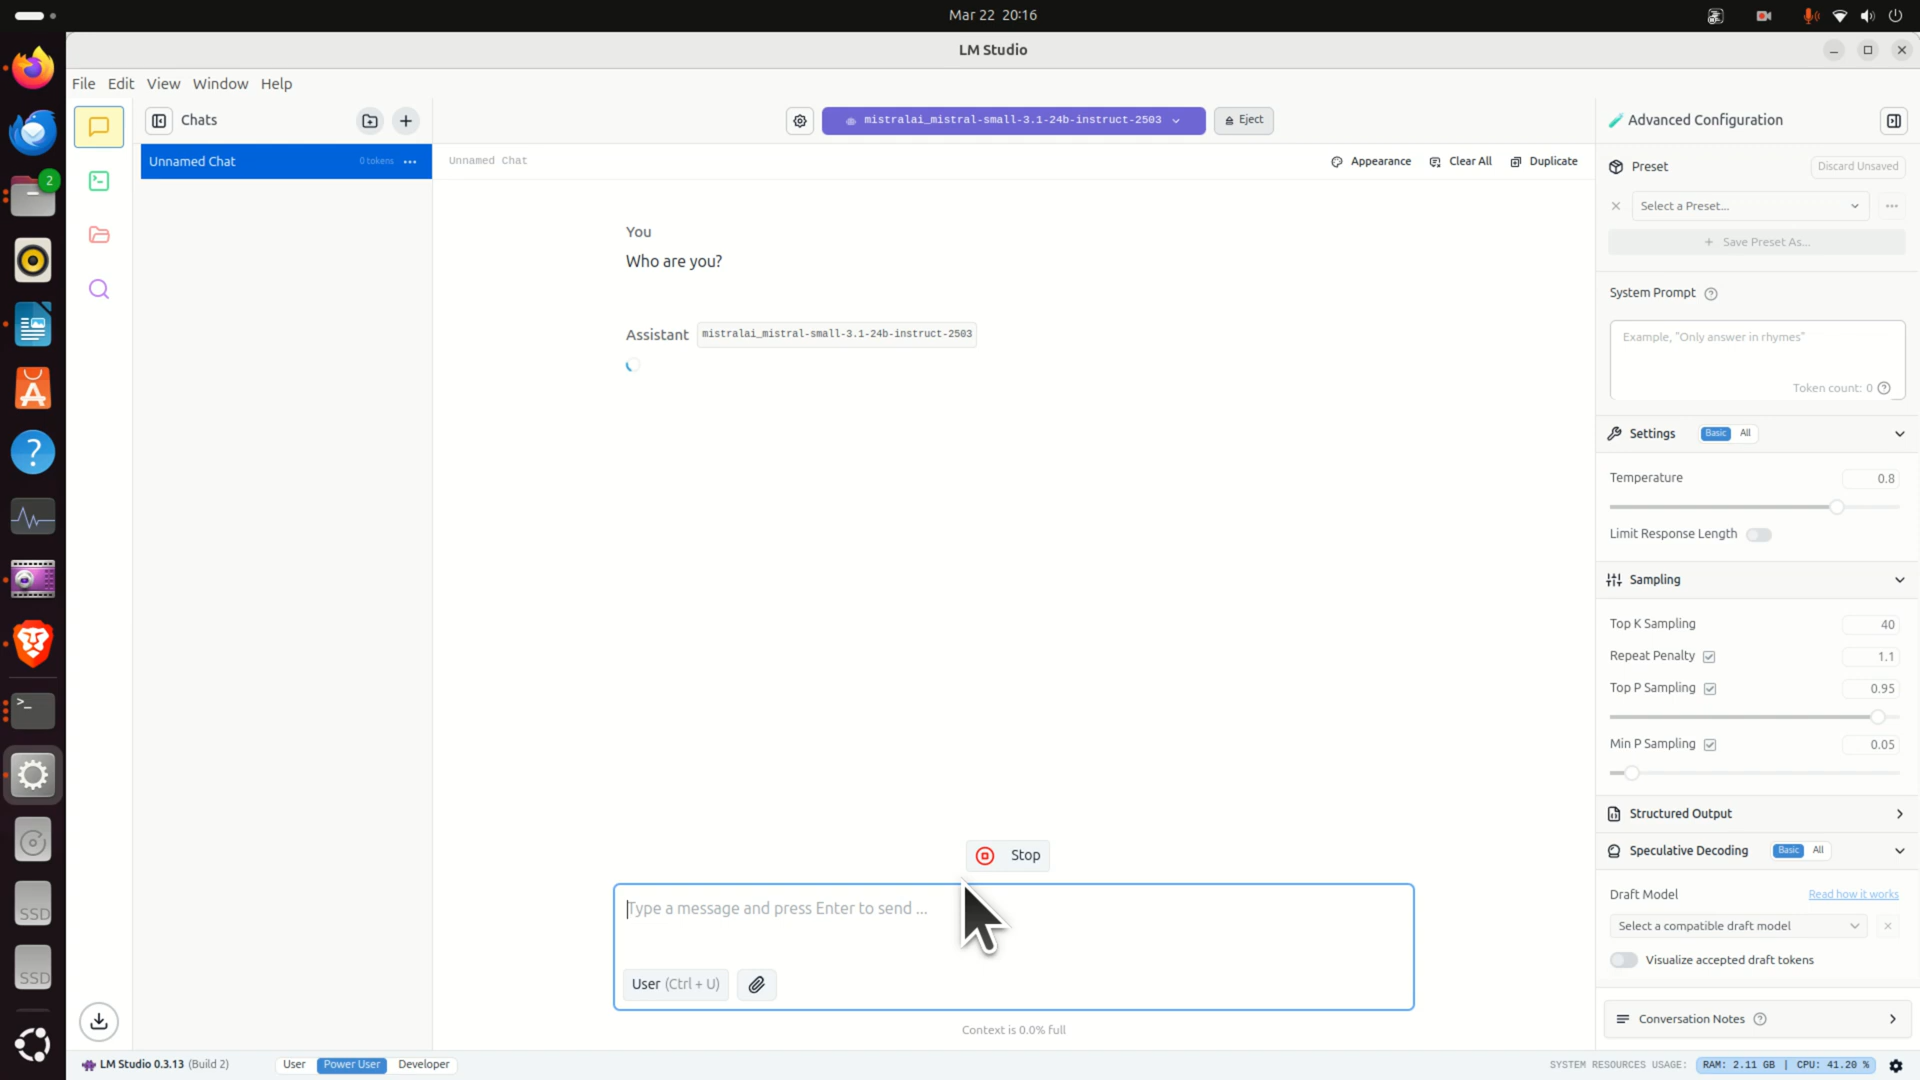 Mar 22 20:16
LM Studio
File Edit View Window Help
2
Chats
mistralai_mistral-small-3.1-24b-instruct-2503
Eject
Advanced Configuration
Unnamed Chat 0 tokens
Unnamed Chat
Appearance Clear All Duplicate
Preset
Discard Unsaved
Select a Preset...
+ Save Preset As...
You
Who are you?
System Prompt ?
Example, "Only answer in rhymes"
Token count: 0 ?
Assistant mistralai_mistral-small-3.1-24b-instruct-2503
Settings Basic All
Temperature 0.8
Limit Response Length
Sampling
Top K Sampling 40
Repeat Penalty 1.1
Top P Sampling 0.95
Min P Sampling 0.05
Structured Output
Speculative Decoding Basic All
Draft Model Read how it works
Select a compatible draft model
Visualize accepted draft tokens
Stop
Type a message and press Enter to send ...
User (Ctrl + U)
Context is 0.0% full
Conversation Notes ?
SSD
SSD
LM Studio 0.3.13 (Build 2)
User Power User Developer
SYSTEM RESOURCES USAGE: RAM: 2.11 GB | CPU: 41.20 %